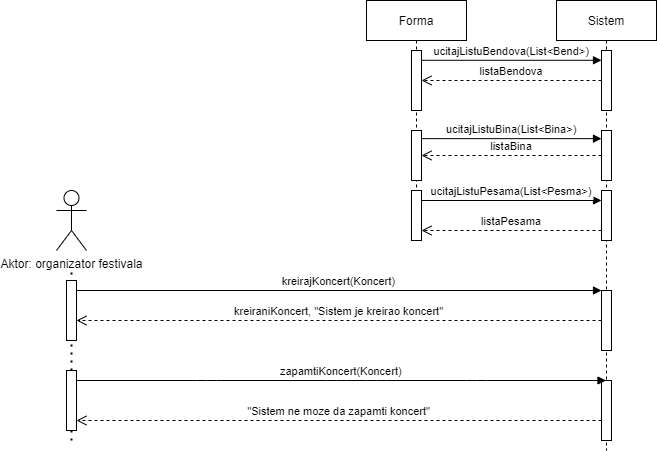 Forma
Sistem
ucitajListuBendova(List<Bend>)
listaBendova
ucitajListuBina(List<Bina>)
listaBina
ucitajListuPesama(List<Pesma>)
listaPesama
Aktor: organizator festivala
kreirajKoncert(Koncert)
kreiraniKoncert, "Sistem je kreirao koncert"
zapamtiKoncert(Koncert)
"Sistem ne moze da zapamti koncert"